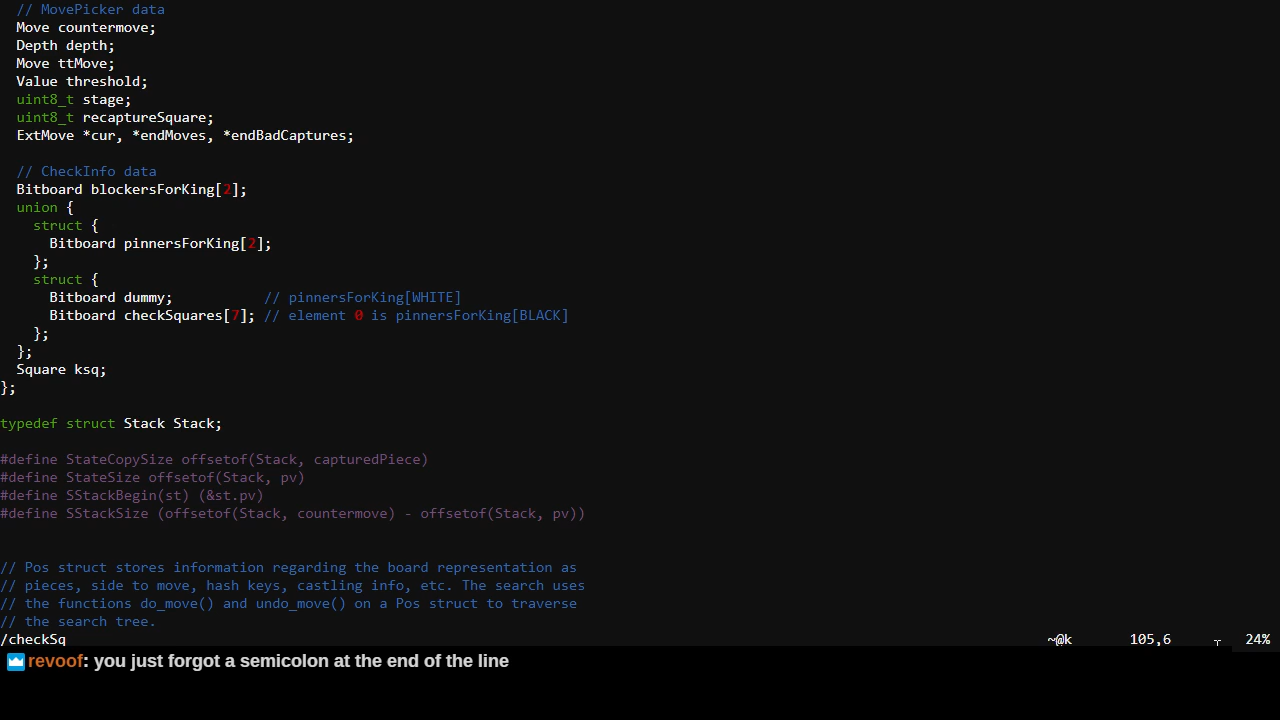 // MovePicker data
Move countermove;
Depth depth;
Move ttMove;
Value threshold;
uint8_t stage;
uint8_t recaptureSquare;
ExtMove *cur, *endMoves, *endBadCaptures;
// CheckInfo data
Bitboard blockersForKing[2];
union {
struct {
Bitboard pinnersForKing[2];
};
struct {
Bitboard dummy; // pinnersForKing[WHITE]
Bitboard checkSquares[7]; // element 0 is pinnersForKing[BLACK]
};
};
Square ksq;
};
typedef struct Stack Stack;
#define StateCopySize offsetof(Stack, capturedPiece)
#define StateSize offsetof(Stack, pv)
#define SStackBegin(st) (&st.pv)
#define SStackSize (offsetof(Stack, countermove) - offsetof(Stack, pv))
// Pos struct stores information regarding the board representation as
// pieces, side to move, hash keys, castling info, etc. The search uses
// the functions do_move() and undo_move() on a Pos struct to traverse
// the search tree.
/checkSq ~@k 105,6 24%
revoof: you just forgot a semicolon at the end of the line